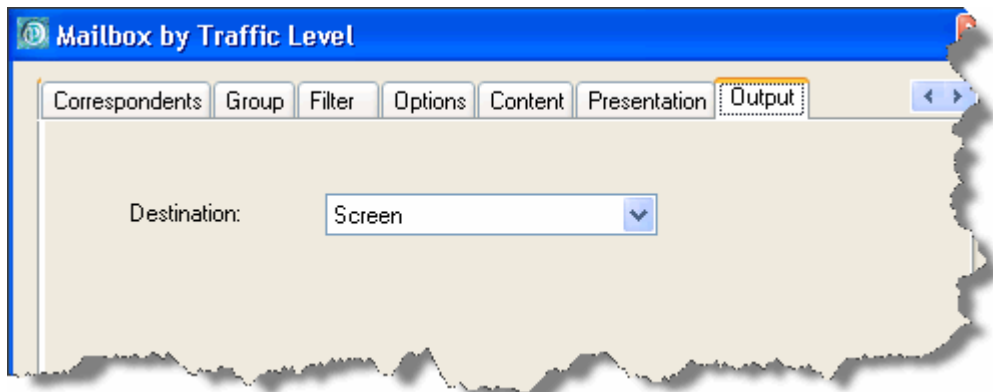 Mailbox by Traffic Level
Correspondents Group Filter Options Content Presentation Output
Destination: Screen